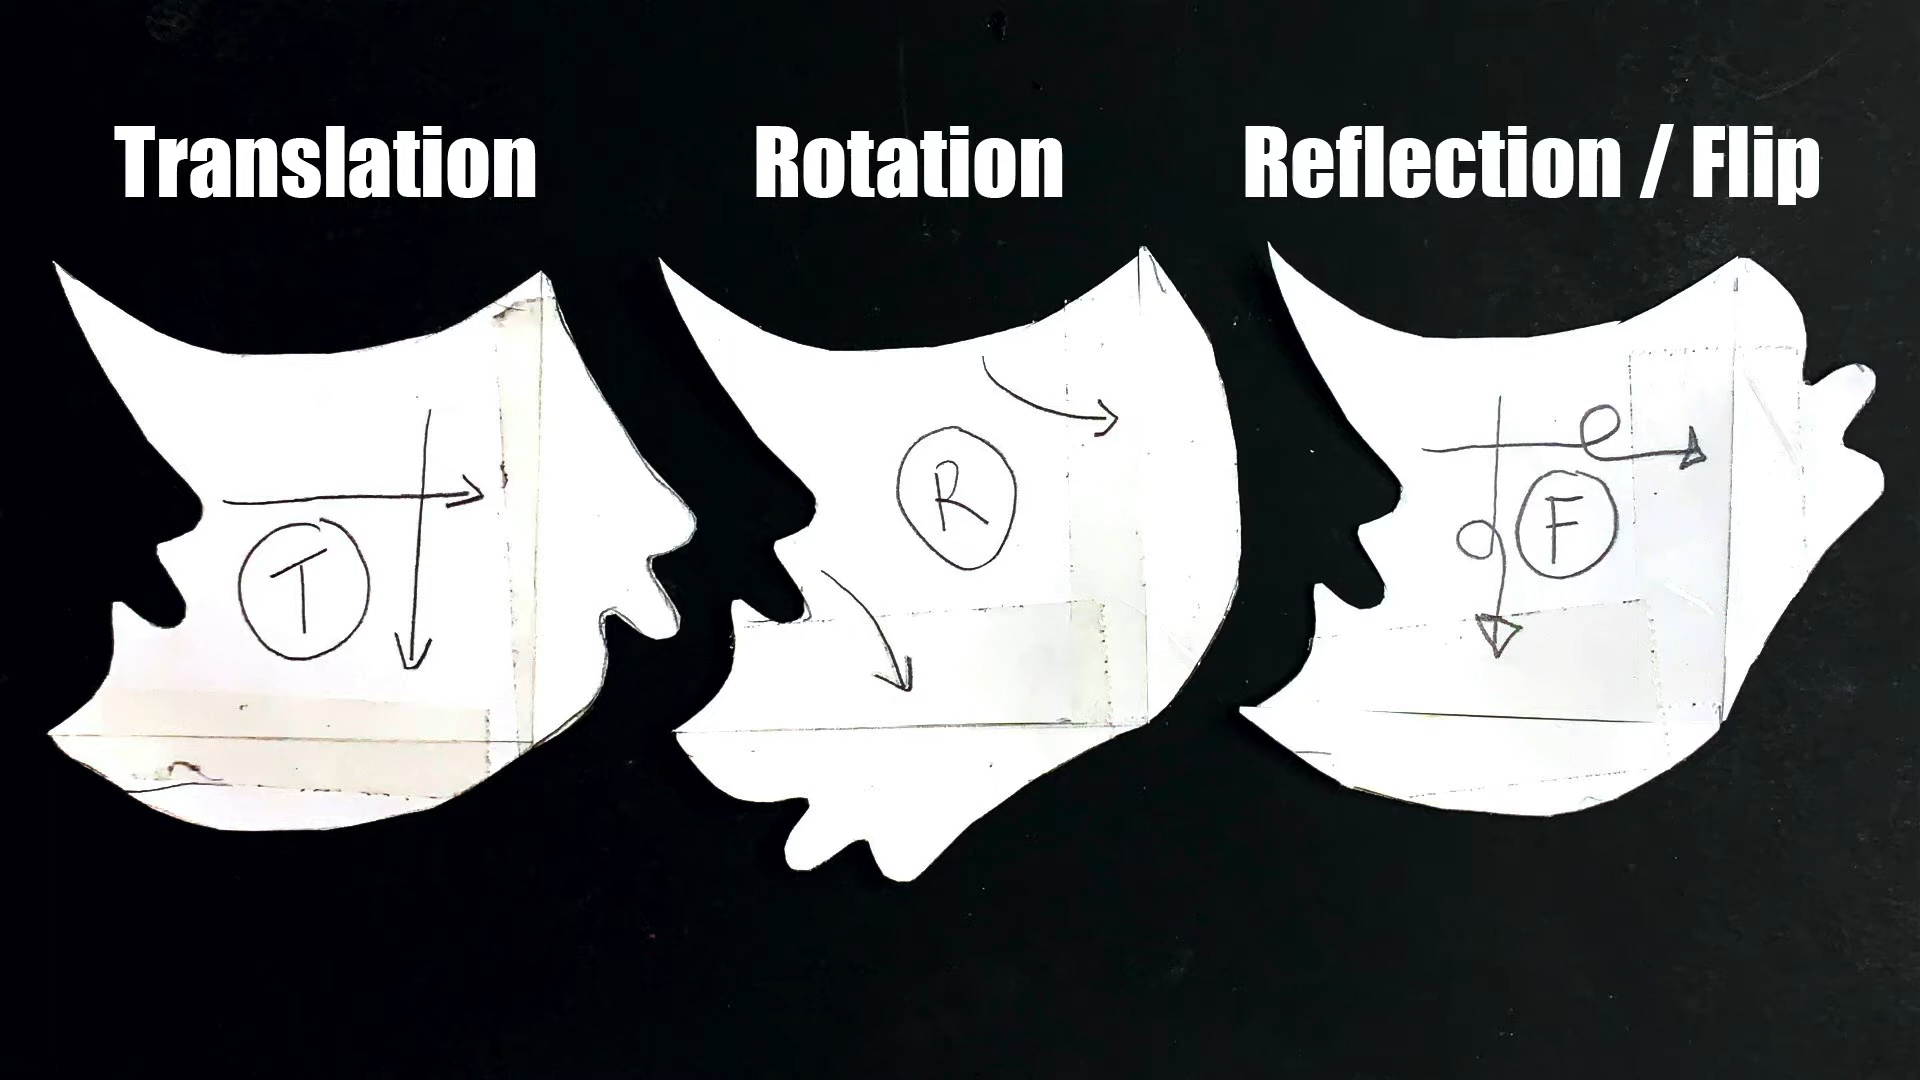 Translation
Rotation
Reflection / Flip
T
R
F